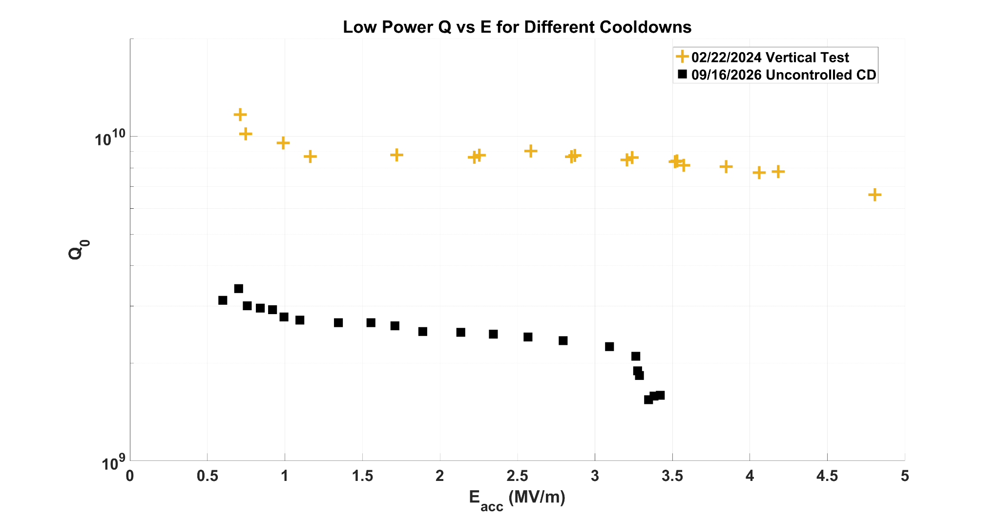 Low Power Q vs E for Different Cooldowns
02/22/2024 Vertical Test
09/16/2026 Uncontrolled CD
10^10
Q_0
10^9
0 0.5 1 1.5 2 2.5 3 3.5 4 4.5 5
E_acc (MV/m)